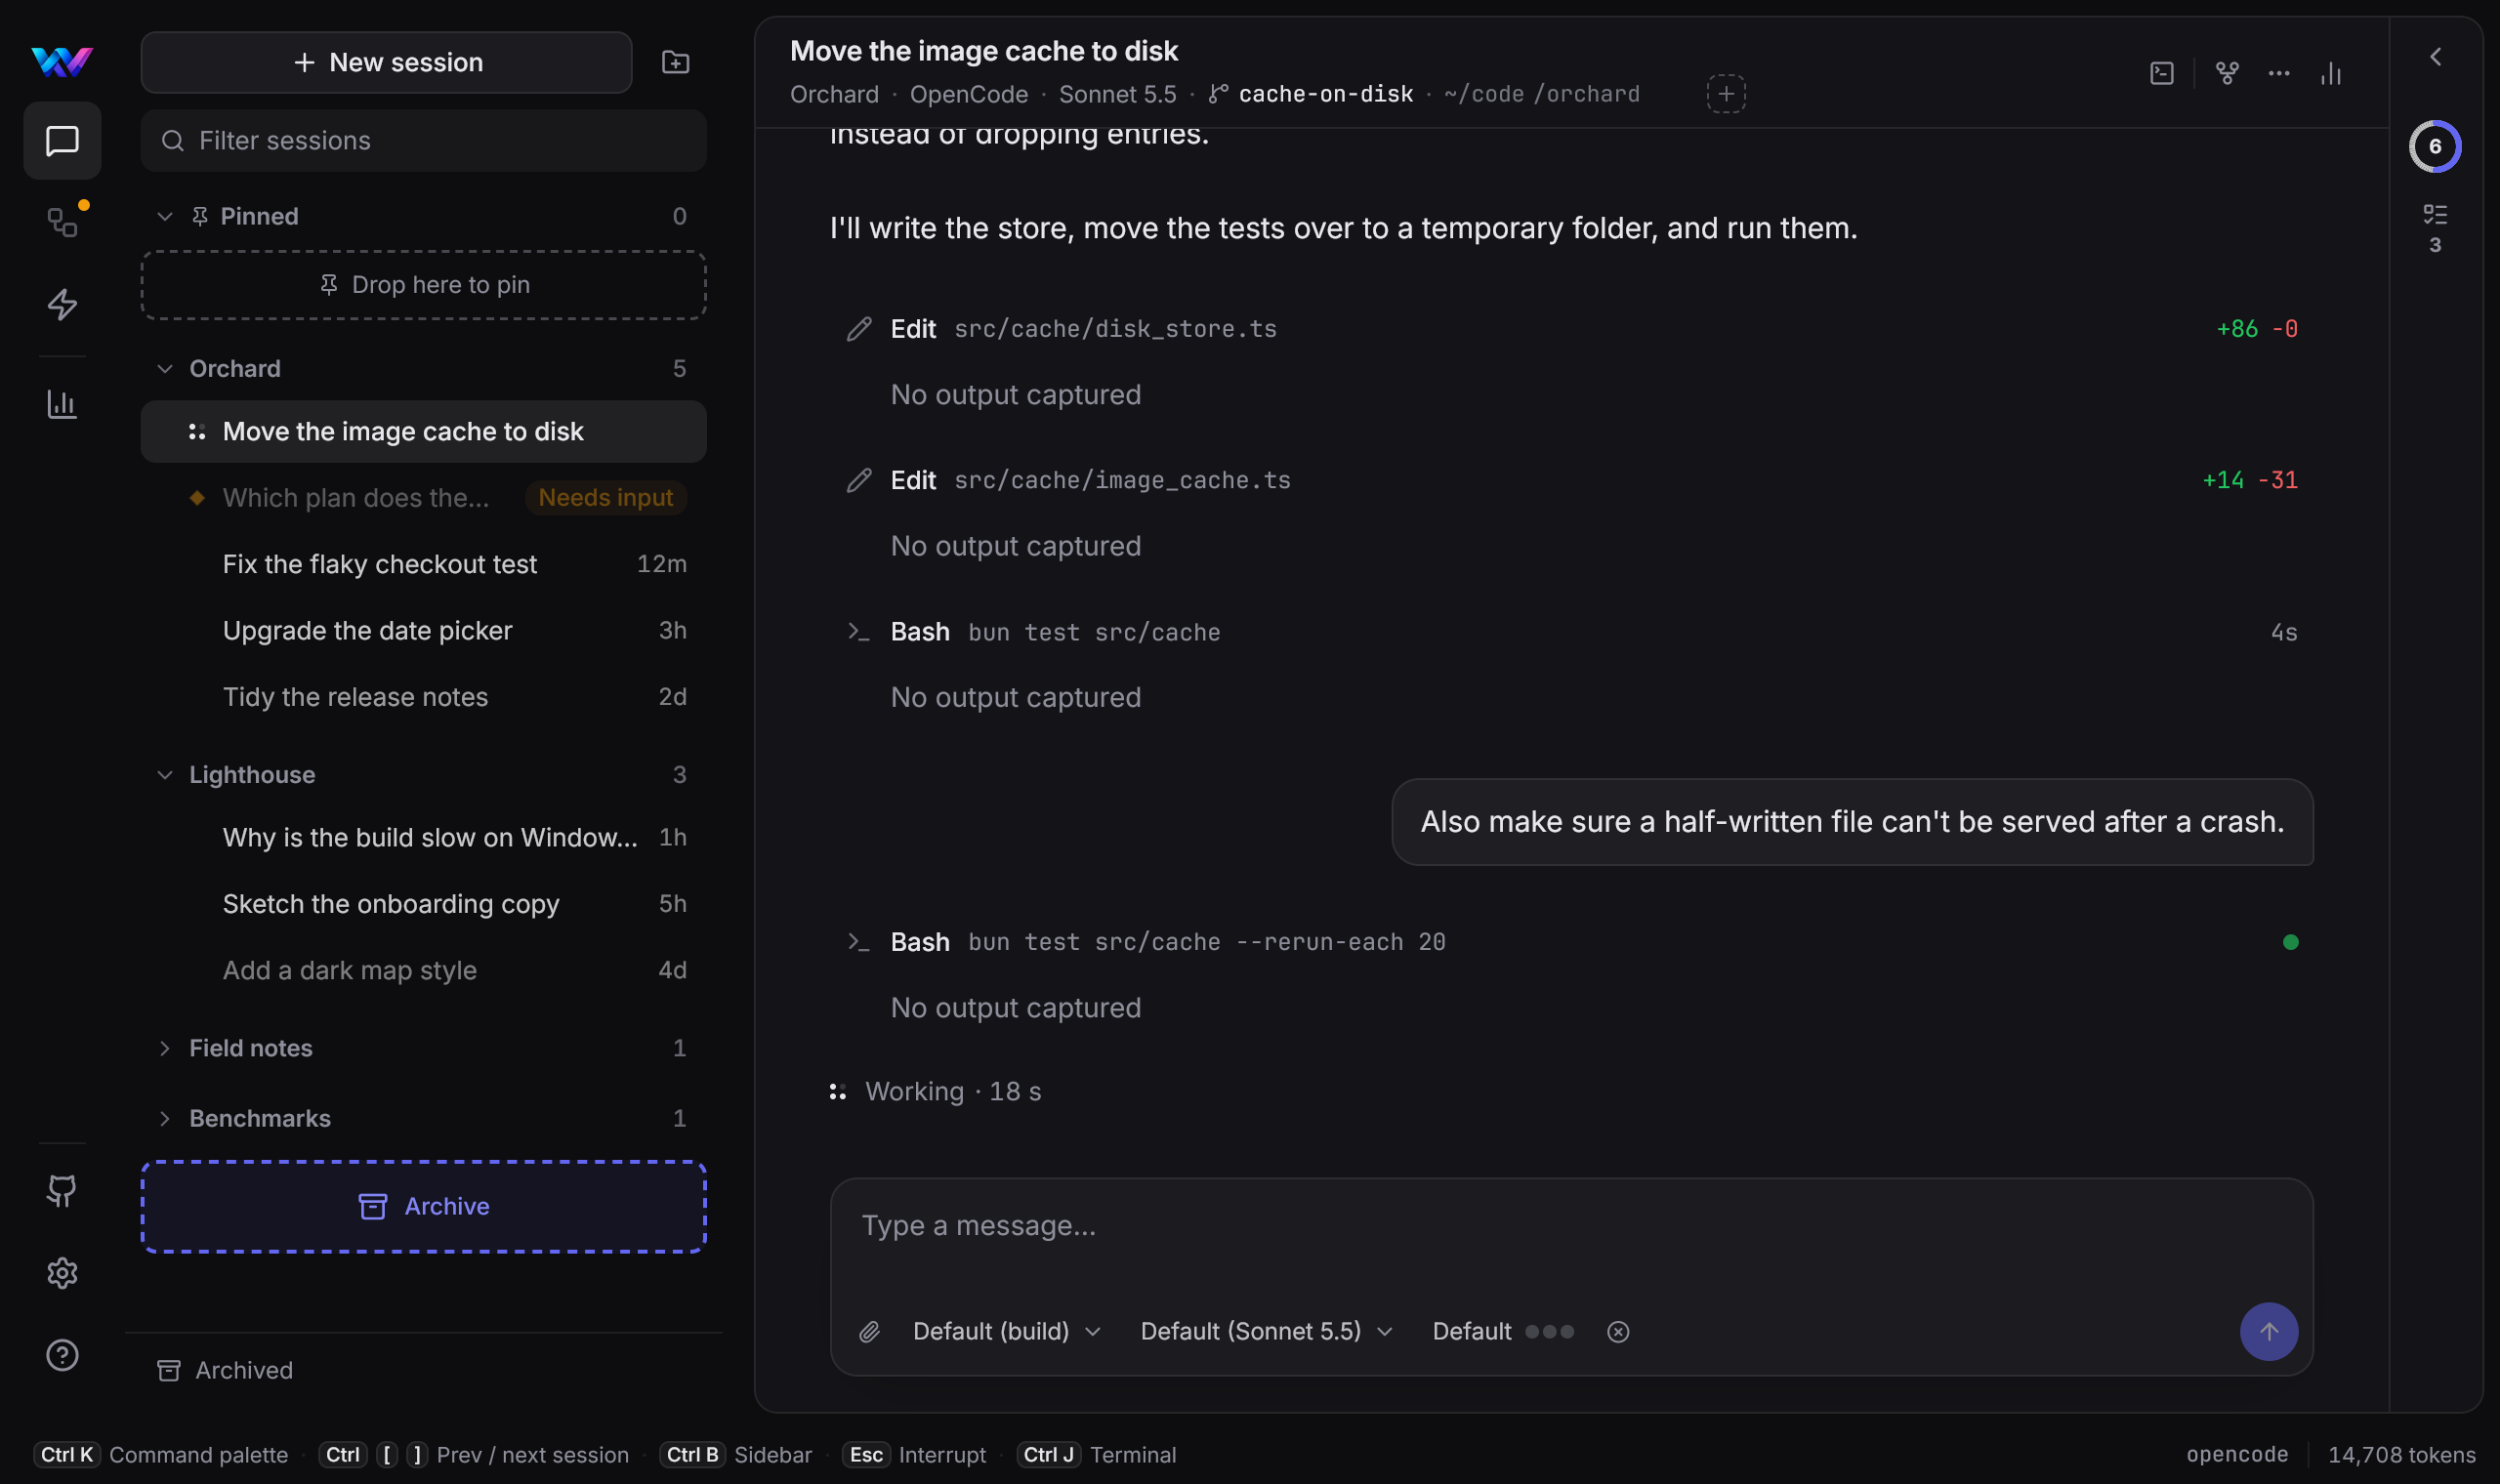 New session
Filter sessions
Pinned 0
Drop here to pin
Orchard 5
Move the image cache to disk
Which plan does the... Needs input
Fix the flaky checkout test 12m
Upgrade the date picker 3h
Tidy the release notes 2d
Lighthouse 3
Why is the build slow on Window... 1h
Sketch the onboarding copy 5h
Add a dark map style 4d
Field notes 1
Benchmarks 1
Archive
Archived
Move the image cache to disk
Orchard · OpenCode · Sonnet 5.5 · cache-on-disk · ~/code /orchard
instead of dropping entries.
I'll write the store, move the tests over to a temporary folder, and run them.
Edit src/cache/disk_store.ts +86 -0
No output captured
Edit src/cache/image_cache.ts +14 -31
No output captured
Bash bun test src/cache 4s
No output captured
Also make sure a half-written file can't be served after a crash.
Bash bun test src/cache --rerun-each 20
No output captured
Working · 18 s
Type a message...
Default (build) Default (Sonnet 5.5) Default
6
3
Ctrl K Command palette · Ctrl [ ] Prev / next session · Ctrl B Sidebar · Esc Interrupt · Ctrl J Terminal
opencode 14,708 tokens